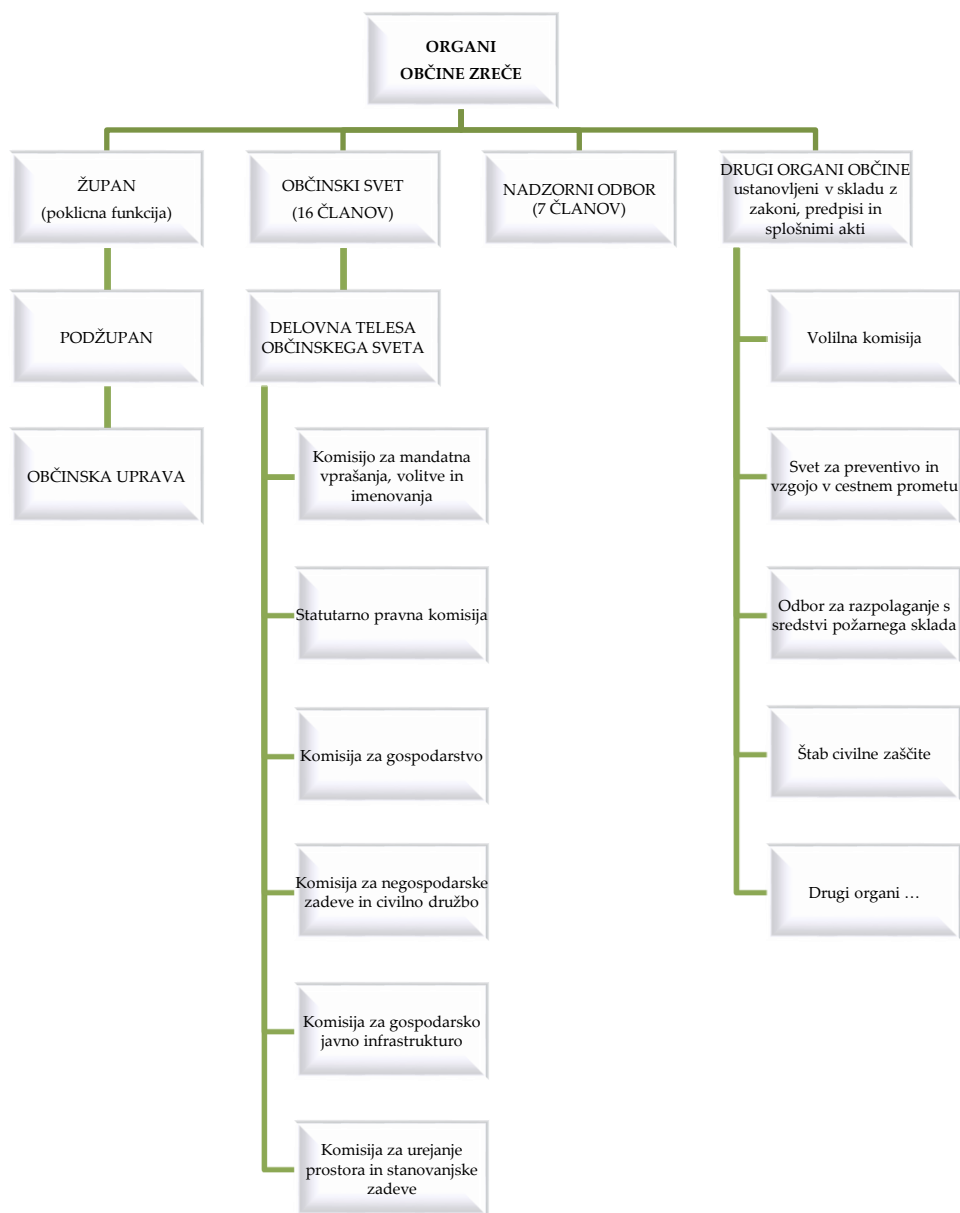 ORGANI
OBČINE ZREČE
ŽUPAN
(poklicna funkcija)
OBČINSKI SVET
(16 ČLANOV)
NADZORNI ODBOR
(7 ČLANOV)
DRUGI ORGANI OBČINE
ustanovljeni v skladu z
zakoni, predpisi in
splošnimi akti
PODŽUPAN
DELOVNA TELESA
OBČINSKEGA SVETA
Volilna komisija
OBČINSKA UPRAVA
Komisijo za mandatna
vprašanja, volitve in
imenovanja
Svet za preventivo in
vzgojo v cestnem prometu
Statutarno pravna komisija
Odbor za razpolaganje s
sredstvi požarnega sklada
Komisija za gospodarstvo
Štab civilne zaščite
Komisija za negospodarske
zadeve in civilno družbo
Drugi organi …
Komisija za gospodarsko
javno infrastrukturo
Komisija za urejanje
prostora in stanovanjske
zadeve